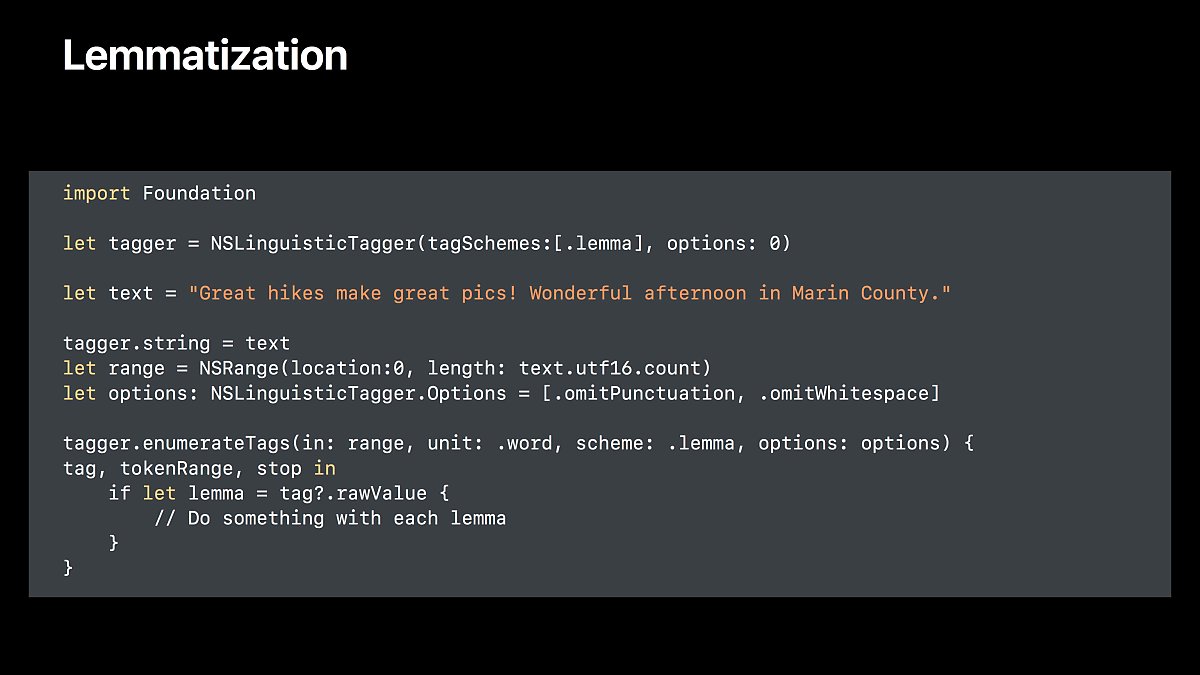 Lemmatization
import Foundation
let tagger = NSLinguisticTagger(tagSchemes:[.lemma], options: 0)
let text = "Great hikes make great pics! Wonderful afternoon in Marin County."
tagger.string = text
let range = NSRange(location:0, length: text.utf16.count)
let options: NSLinguisticTagger.Options = [.omitPunctuation, .omitWhitespace]
tagger.enumerateTags(in: range, unit: .word, scheme: .lemma, options: options) {
tag, tokenRange, stop in
    if let lemma = tag?.rawValue {
        // Do something with each lemma
    }
}